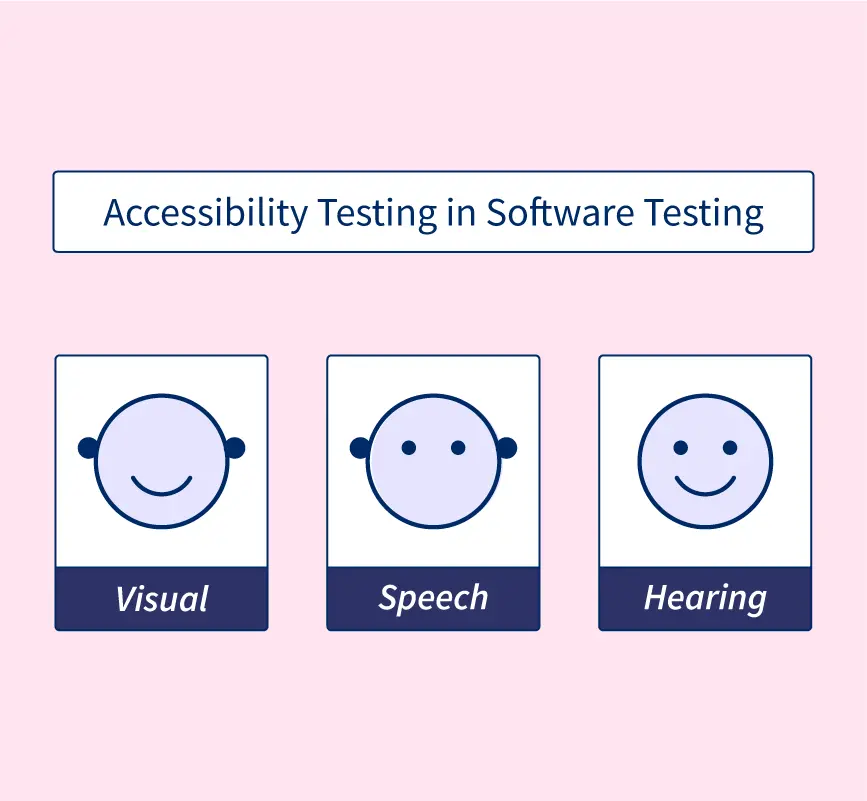 Accessibility Testing in Software Testing
Visual
Speech
Hearing